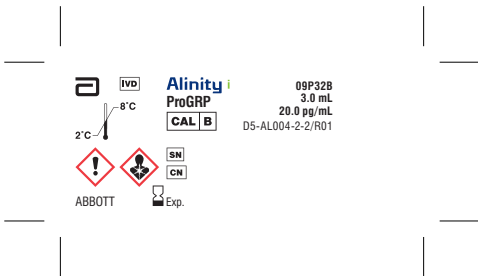 IVD
Alinity i
ProGRP
CAL B
09P32B
3.0 mL
20.0 pg/mL
D5-AL004-2-2/R01
8˚C
2˚C
SN
CN
ABBOTT
Exp.